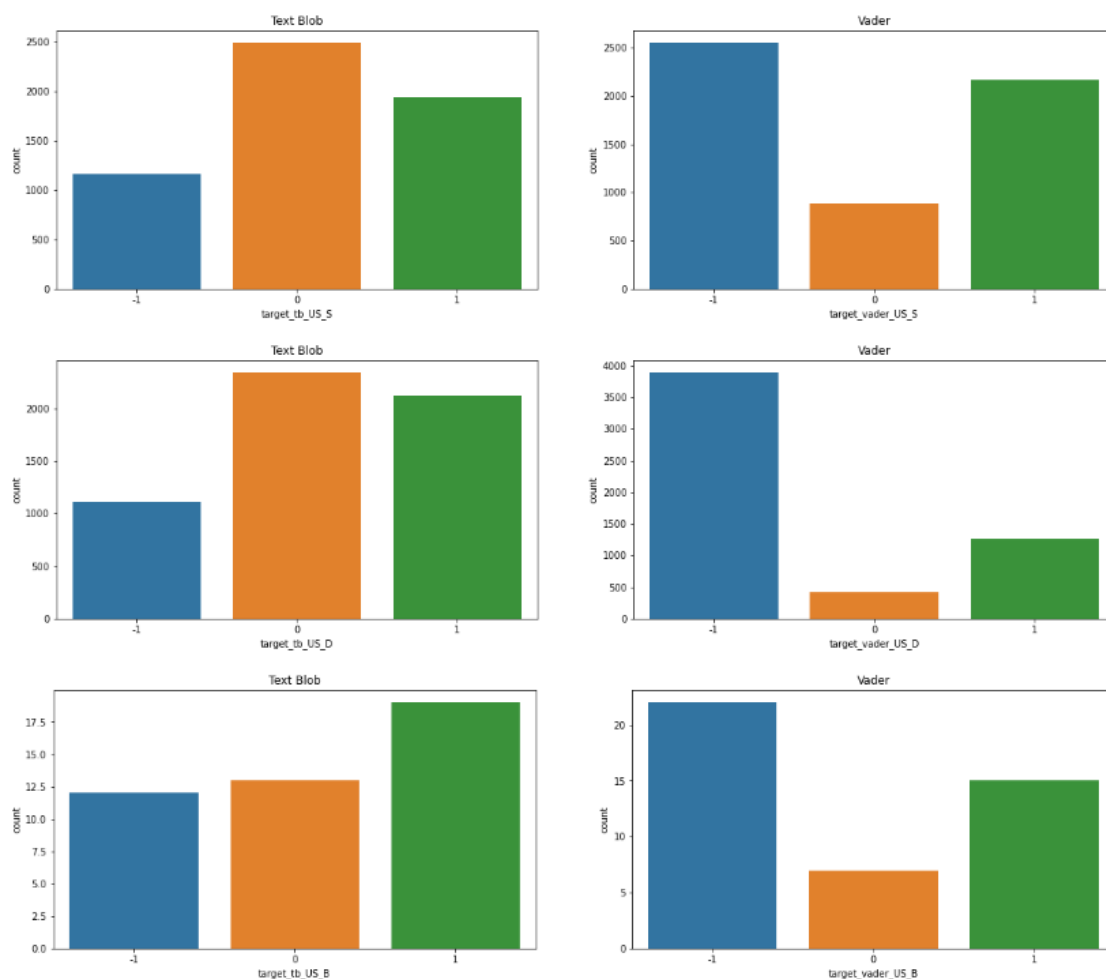 Text Blob
2500
2000
1500
1000
500
0
count
-1 0 1
target_tb_US_S
Vader
2500
2000
1500
1000
500
0
count
-1 0 1
target_vader_US_S
Text Blob
2000
1500
1000
500
0
count
-1 0 1
target_tb_US_D
Vader
4000
3500
3000
2500
2000
1500
1000
500
0
count
-1 0 1
target_vader_US_D
Text Blob
17.5
15.0
12.5
10.0
7.5
5.0
2.5
0.0
count
-1 0 1
target_tb_US_B
Vader
20
15
10
5
0
count
-1 0 1
target_vader_US_B